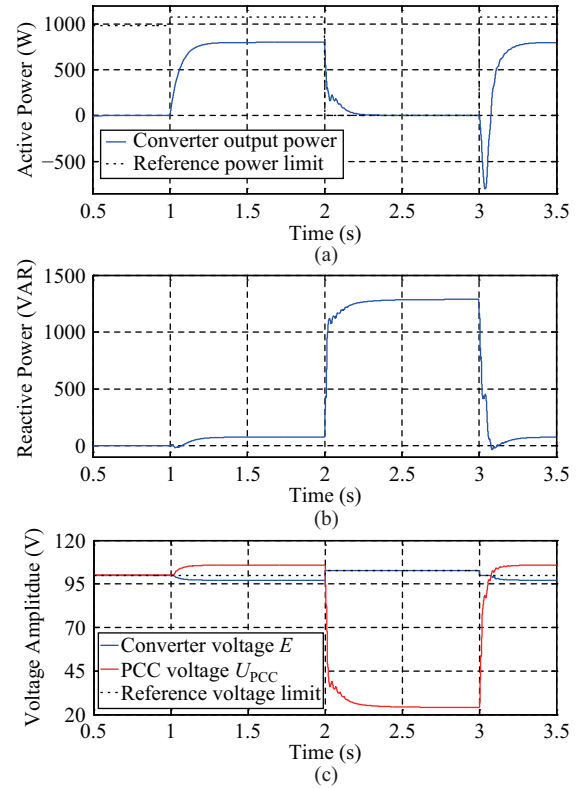 1000
500
0
−500
Active Power (W)
Converter output power
Reference power limit
0.5 1 1.5 2 2.5 3 3.5
Time (s)
(a)
1500
1000
500
0
Reactive Power (VAR)
0.5 1 1.5 2 2.5 3 3.5
Time (s)
(b)
120
95
70
45
20
Voltage Amplitdue (V)
Converter voltage E
PCC voltage UPCC
Reference voltage limit
0.5 1 1.5 2 2.5 3 3.5
Time (s)
(c)